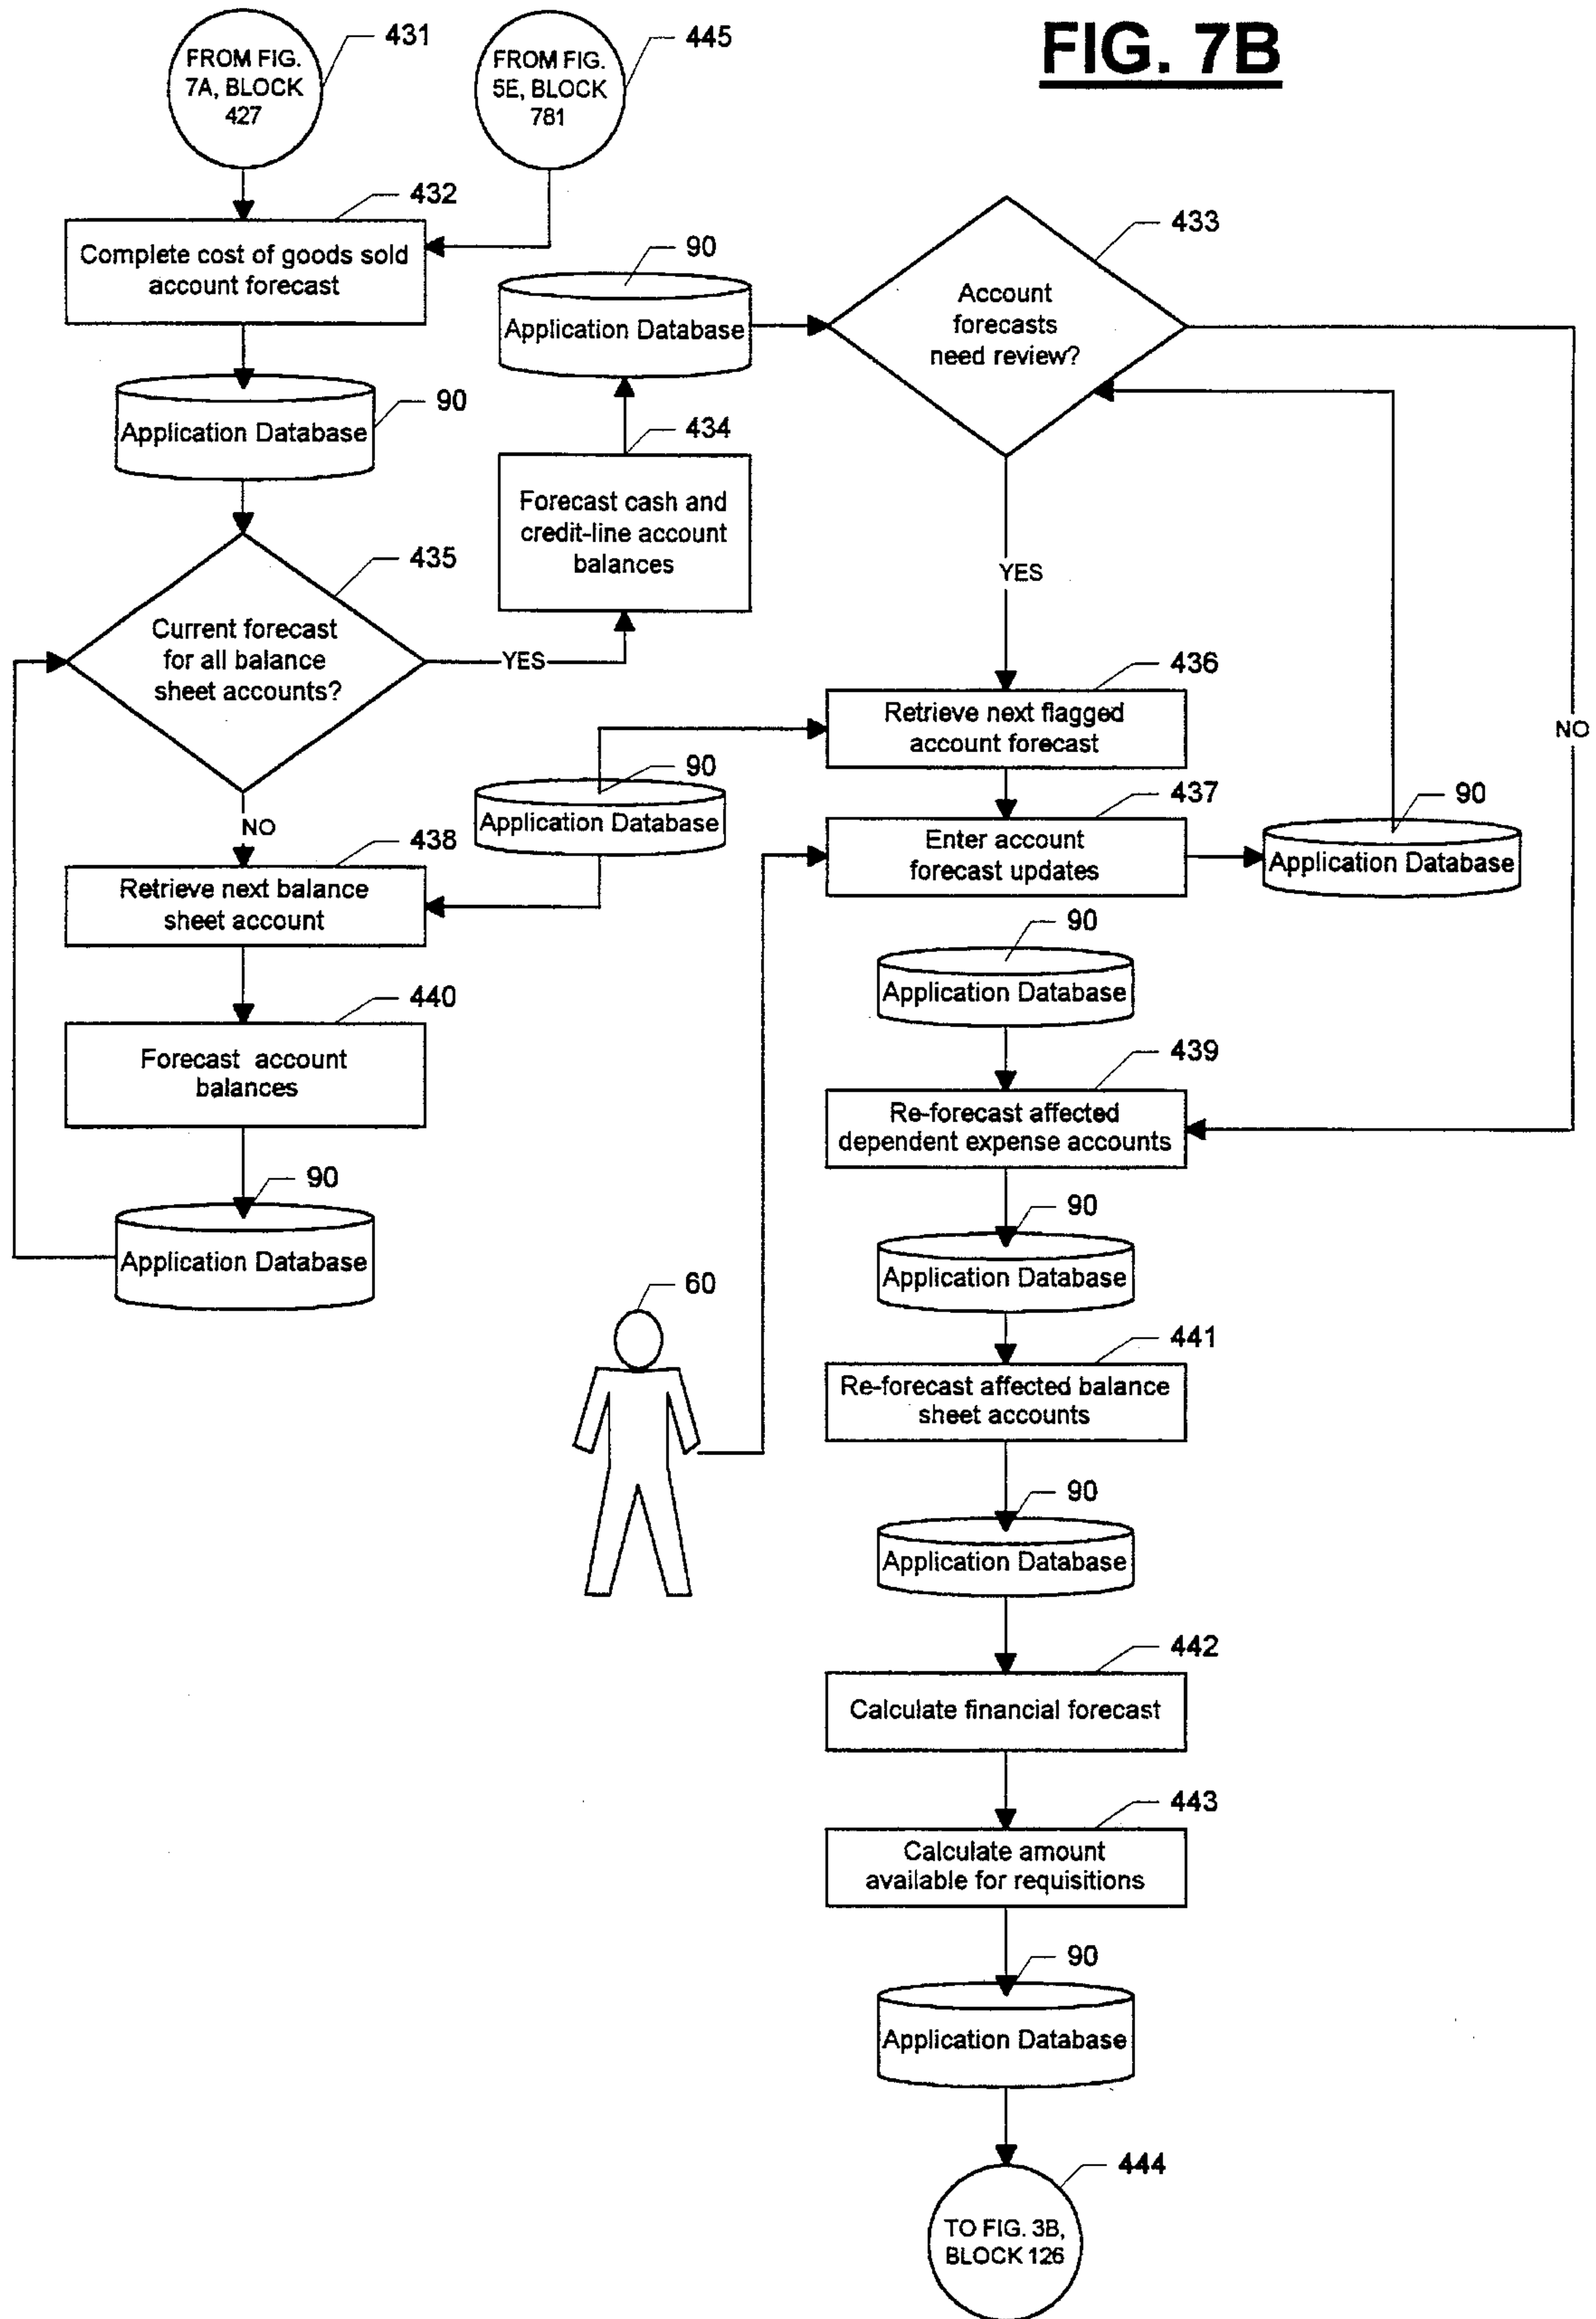 FIG. 7B
FROM FIG.
7A, BLOCK
427
431
FROM FIG.
5E, BLOCK
781
445
432
Complete cost of goods sold
account forecast
90
Application Database
435
Current forecast
for all balance
sheet accounts?
YES
NO
438
Retrieve next balance
sheet account
440
Forecast account
balances
90
Application Database
90
Application Database
434
Forecast cash and
credit-line account
balances
90
Application Database
433
Account
forecasts
need review?
YES
NO
436
Retrieve next flagged
account forecast
437
Enter account
forecast updates
90
Application Database
90
Application Database
439
Re-forecast affected
dependent expense accounts
90
Application Database
60
441
Re-forecast affected balance
sheet accounts
90
Application Database
442
Calculate financial forecast
443
Calculate amount
available for requisitions
90
Application Database
444
TO FIG. 3B,
BLOCK 126